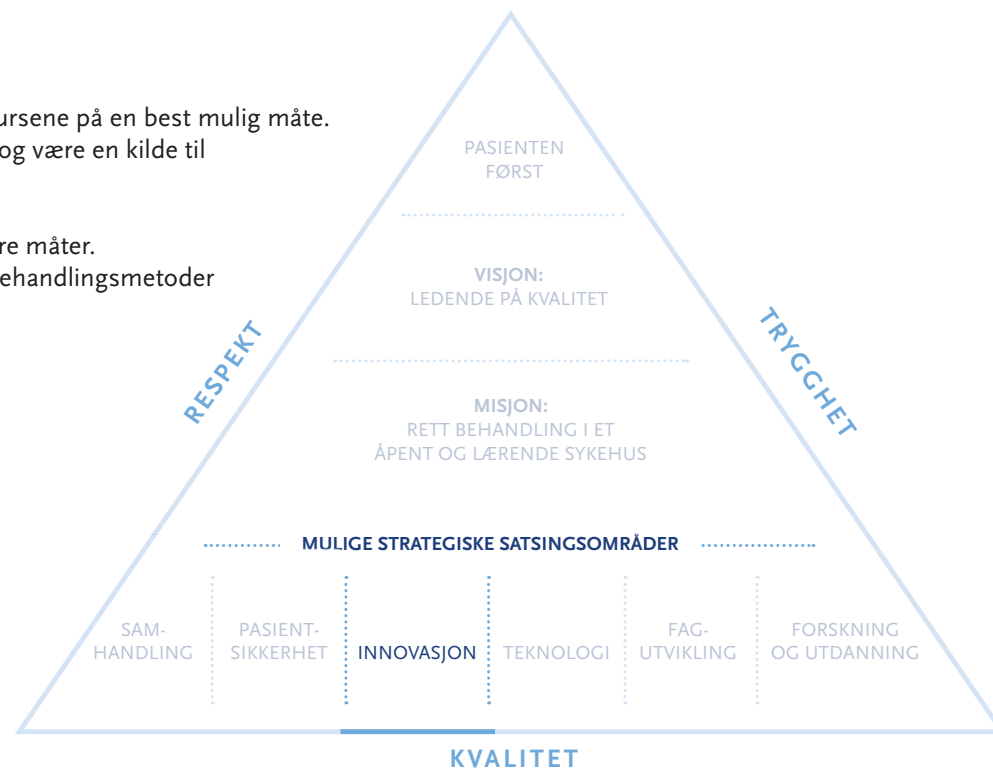 ursene på en best mulig måte.
og være en kilde til
re måter.
ehandlingsmetoder
PASIENTEN
FØRST
VISJON:
LEDENDE PÅ KVALITET
RESPEKT
TRYGGHET
MISJON:
RETT BEHANDLING I ET
ÅPENT OG LÆRENDE SYKEHUS
MULIGE STRATEGISKE SATSINGSOMRÅDER
SAM-
HANDLING
PASIENT-
SIKKERHET
INNOVASJON
TEKNOLOGI
FAG-
UTVIKLING
FORSKNING
OG UTDANNING
KVALITET